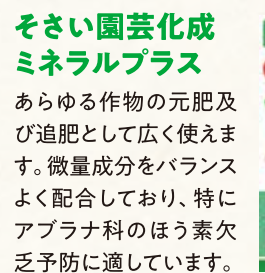 そさい園芸化成
ミネラルプラス
あらゆる作物の元肥及
び追肥として広く使えま
す。微量成分をバランス
よく配合しており、特に
アブラナ科のほう素欠
乏予防に適しています。